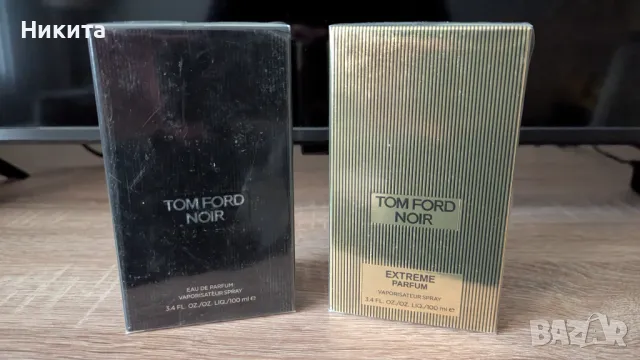 Никита
TOM FORD
NOIR
EAU DE PARFUM
VAPORISATEUR SPRAY
3.4 FL. OZ./OZ. LIQ./100 ml ℮
TOM FORD
NOIR
EXTREME
PARFUM
VAPORISATEUR SPRAY
3.4 FL. OZ./OZ. LIQ./100 ml ℮
BAZAR